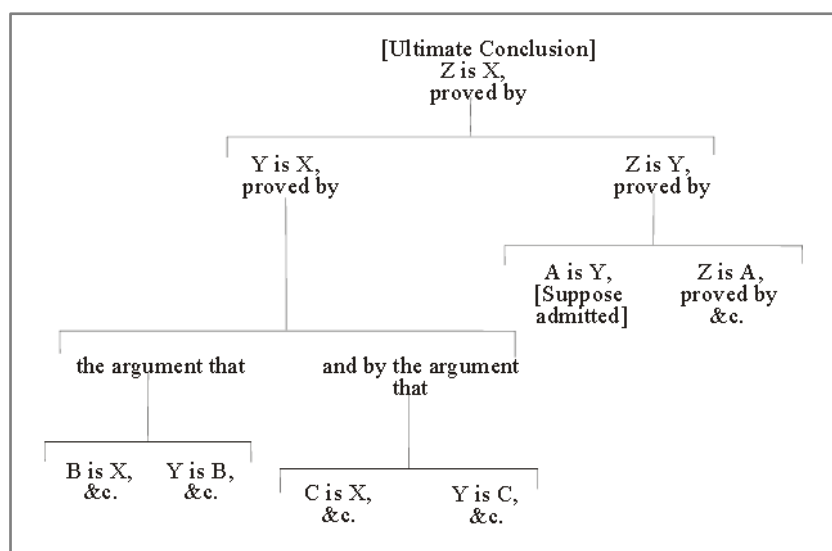 [Ultimate Conclusion]
Z is X,
proved by
Y is X,
proved by
Z is Y,
proved by
A is Y,
[Suppose
admitted]
Z is A,
proved by
&c.
the argument that
and by the argument
that
B is X,
&c.
Y is B,
&c.
C is X,
&c.
Y is C,
&c.